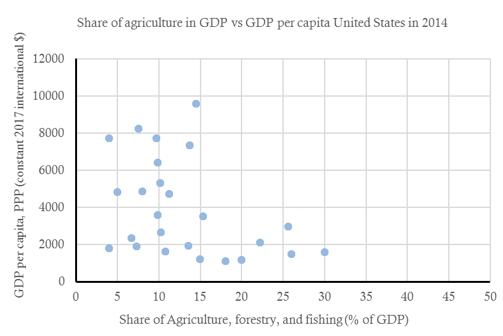 Share of agriculture in GDP vs GDP per capita United States in 2014
GDP per capita, PPP (constant 2017 international $)
12000
10000
8000
6000
4000
2000
0
0 5 10 15 20 25 30 35 40 45 50
Share of Agriculture, forestry, and fishing (% of GDP)